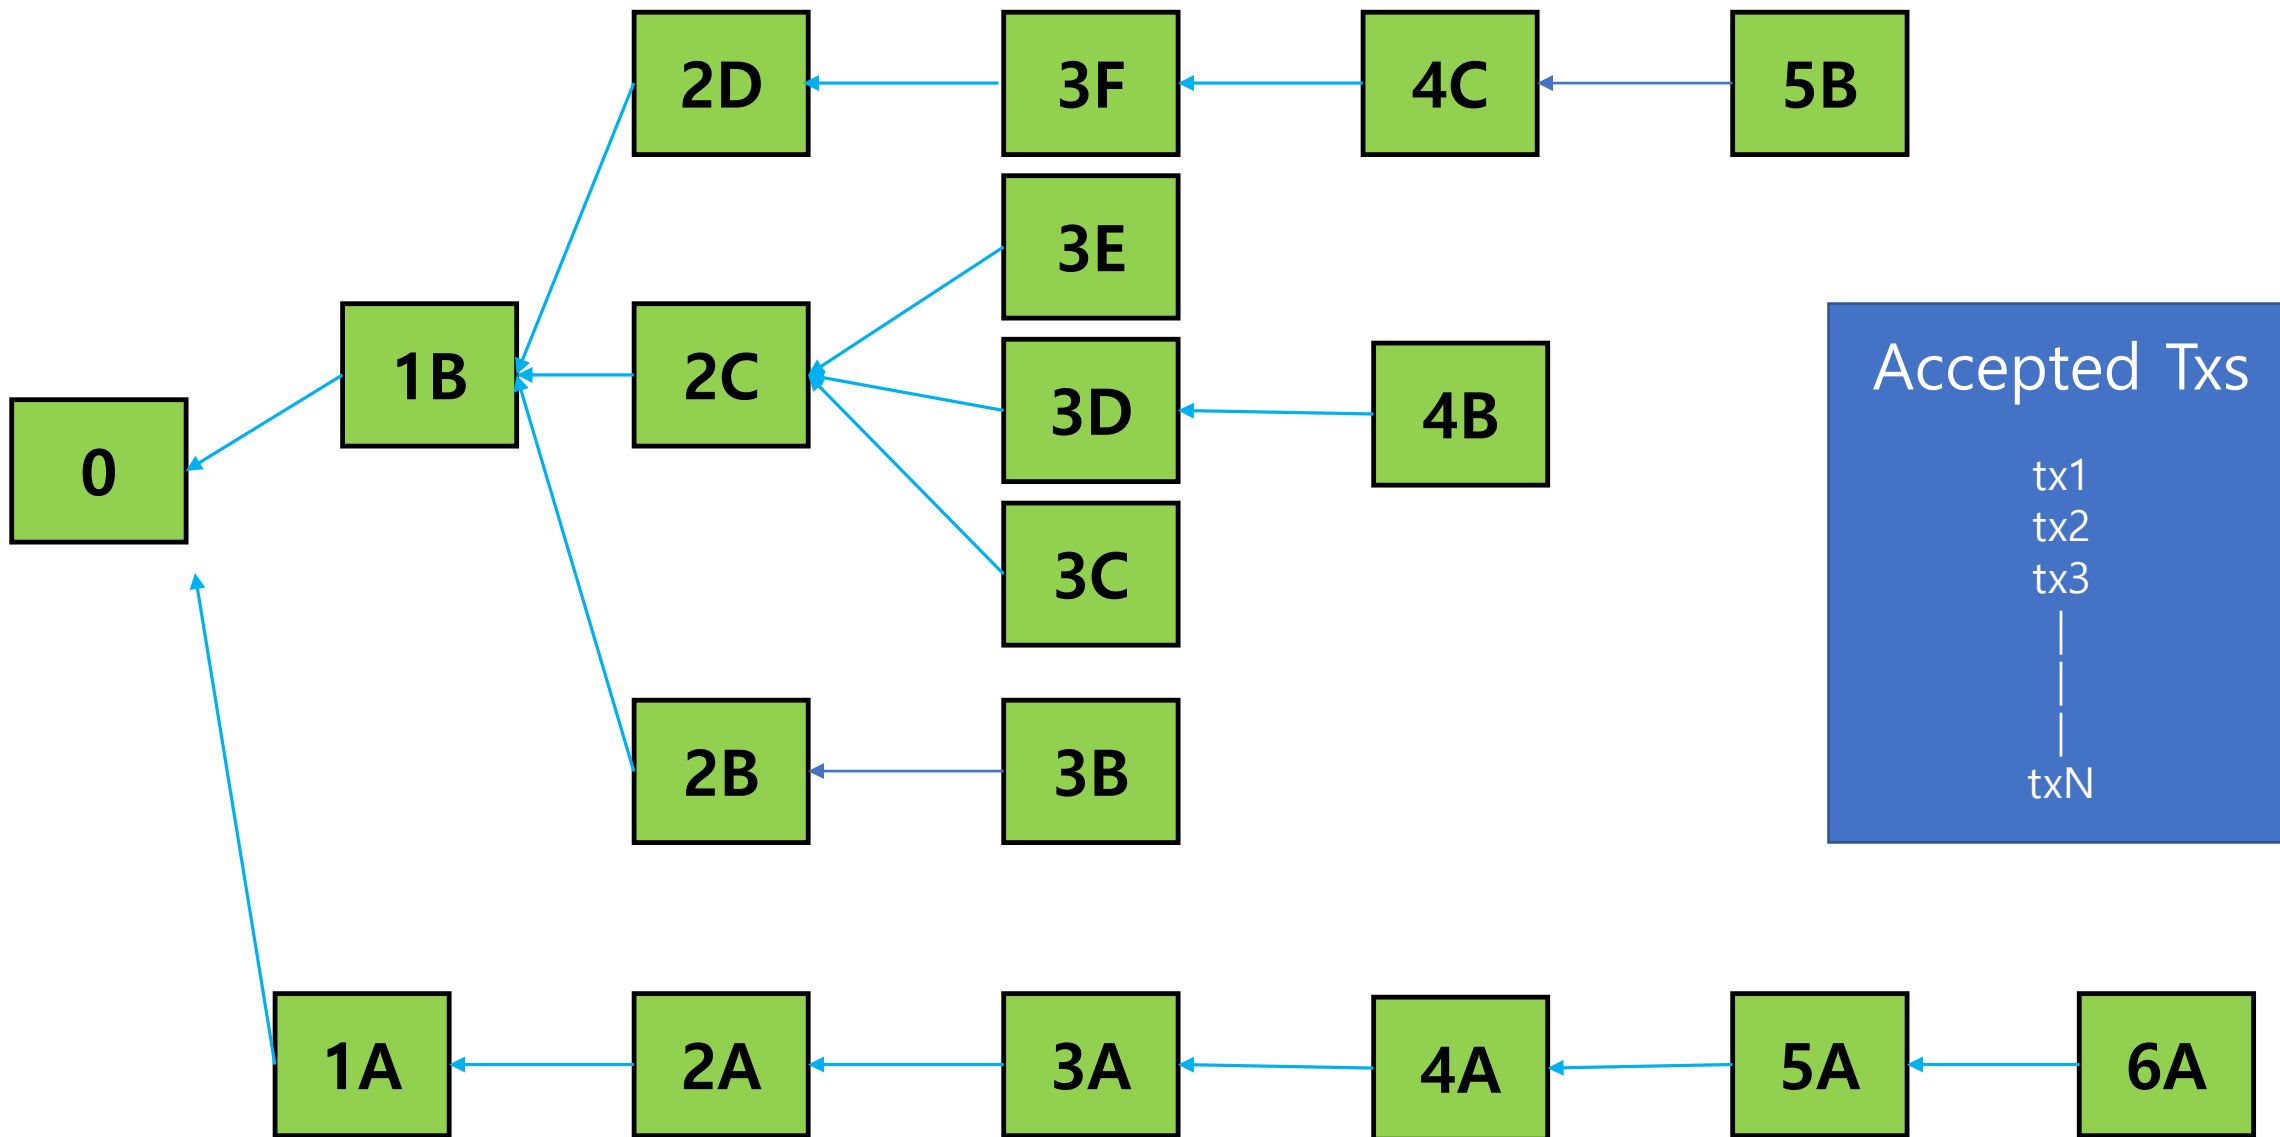 2D
3F
4C
5B
3E
1B
2C
3D
4B
0
3C
2B
3B
1A
2A
3A
4A
5A
6A
Accepted Txs
tx1
tx2
tx3
|
|
|
txN